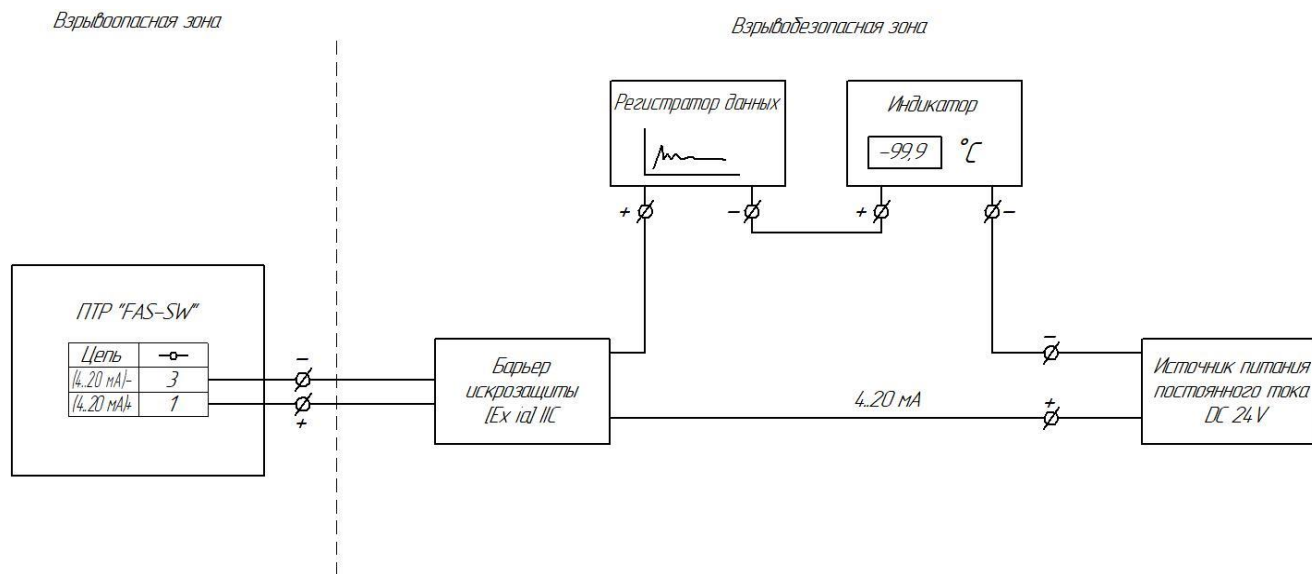 Взрывоопасная зона
Взрывобезопасная зона
Регистратор данных
Индикатор
-99,9 °C
+ - + -
ПТР "FAS-SW"
Цепь
(4..20 мА)- 3
(4..20 мА)+ 1
-
+
Барьер
искрозащиты
[Ex ia] IIC
4..20 мА
-
+
Источник питания
постоянного тока
DC 24V